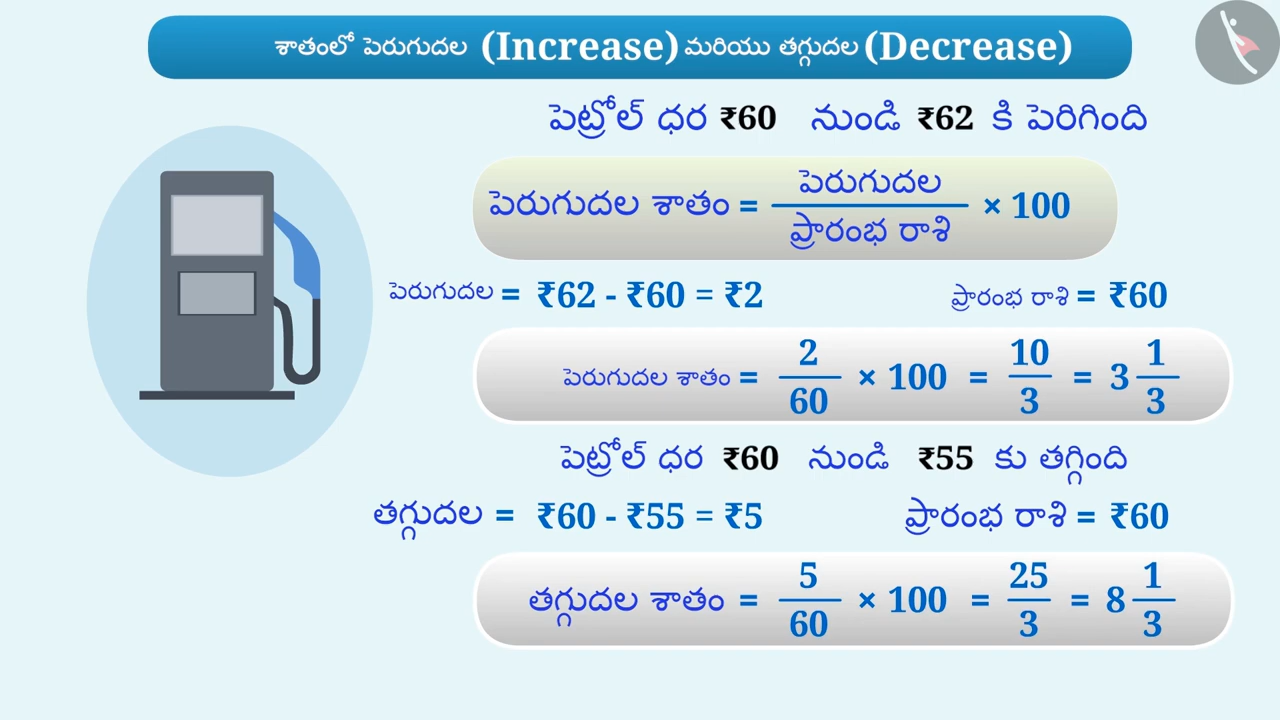 శాతంలో పెరుగుదల (Increase) మరియు తగ్గుదల (Decrease)
పెట్రోల్ ధర ₹60 నుండి ₹62 కి పెరిగింది
పెరుగుదల శాతం = పెరుగుదల / ప్రారంభ రాశి × 100
పెరుగుదల = ₹62 - ₹60 = ₹2 ప్రారంభ రాశి = ₹60
పెరుగుదల శాతం = 2/60 × 100 = 10/3 = 3 1/3
పెట్రోల్ ధర ₹60 నుండి ₹55 కు తగ్గింది
తగ్గుదల = ₹60 - ₹55 = ₹5 ప్రారంభ రాశి = ₹60
తగ్గుదల శాతం = 5/60 × 100 = 25/3 = 8 1/3